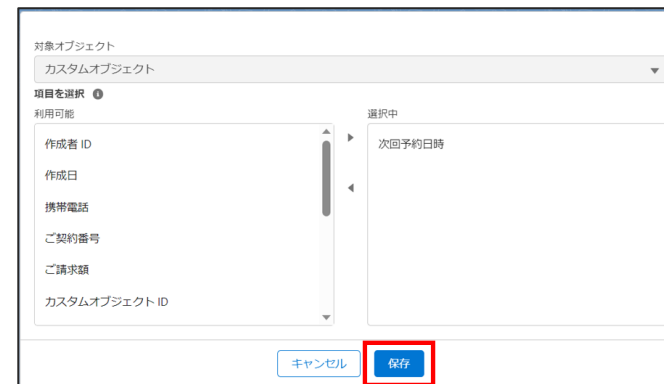 対象オブジェクト
カスタムオブジェクト
項目を選択
利用可能
選択中
作成者 ID
作成日
携帯電話
ご契約番号
ご請求額
カスタムオブジェクト ID
次回予約日時
キャンセル
保存